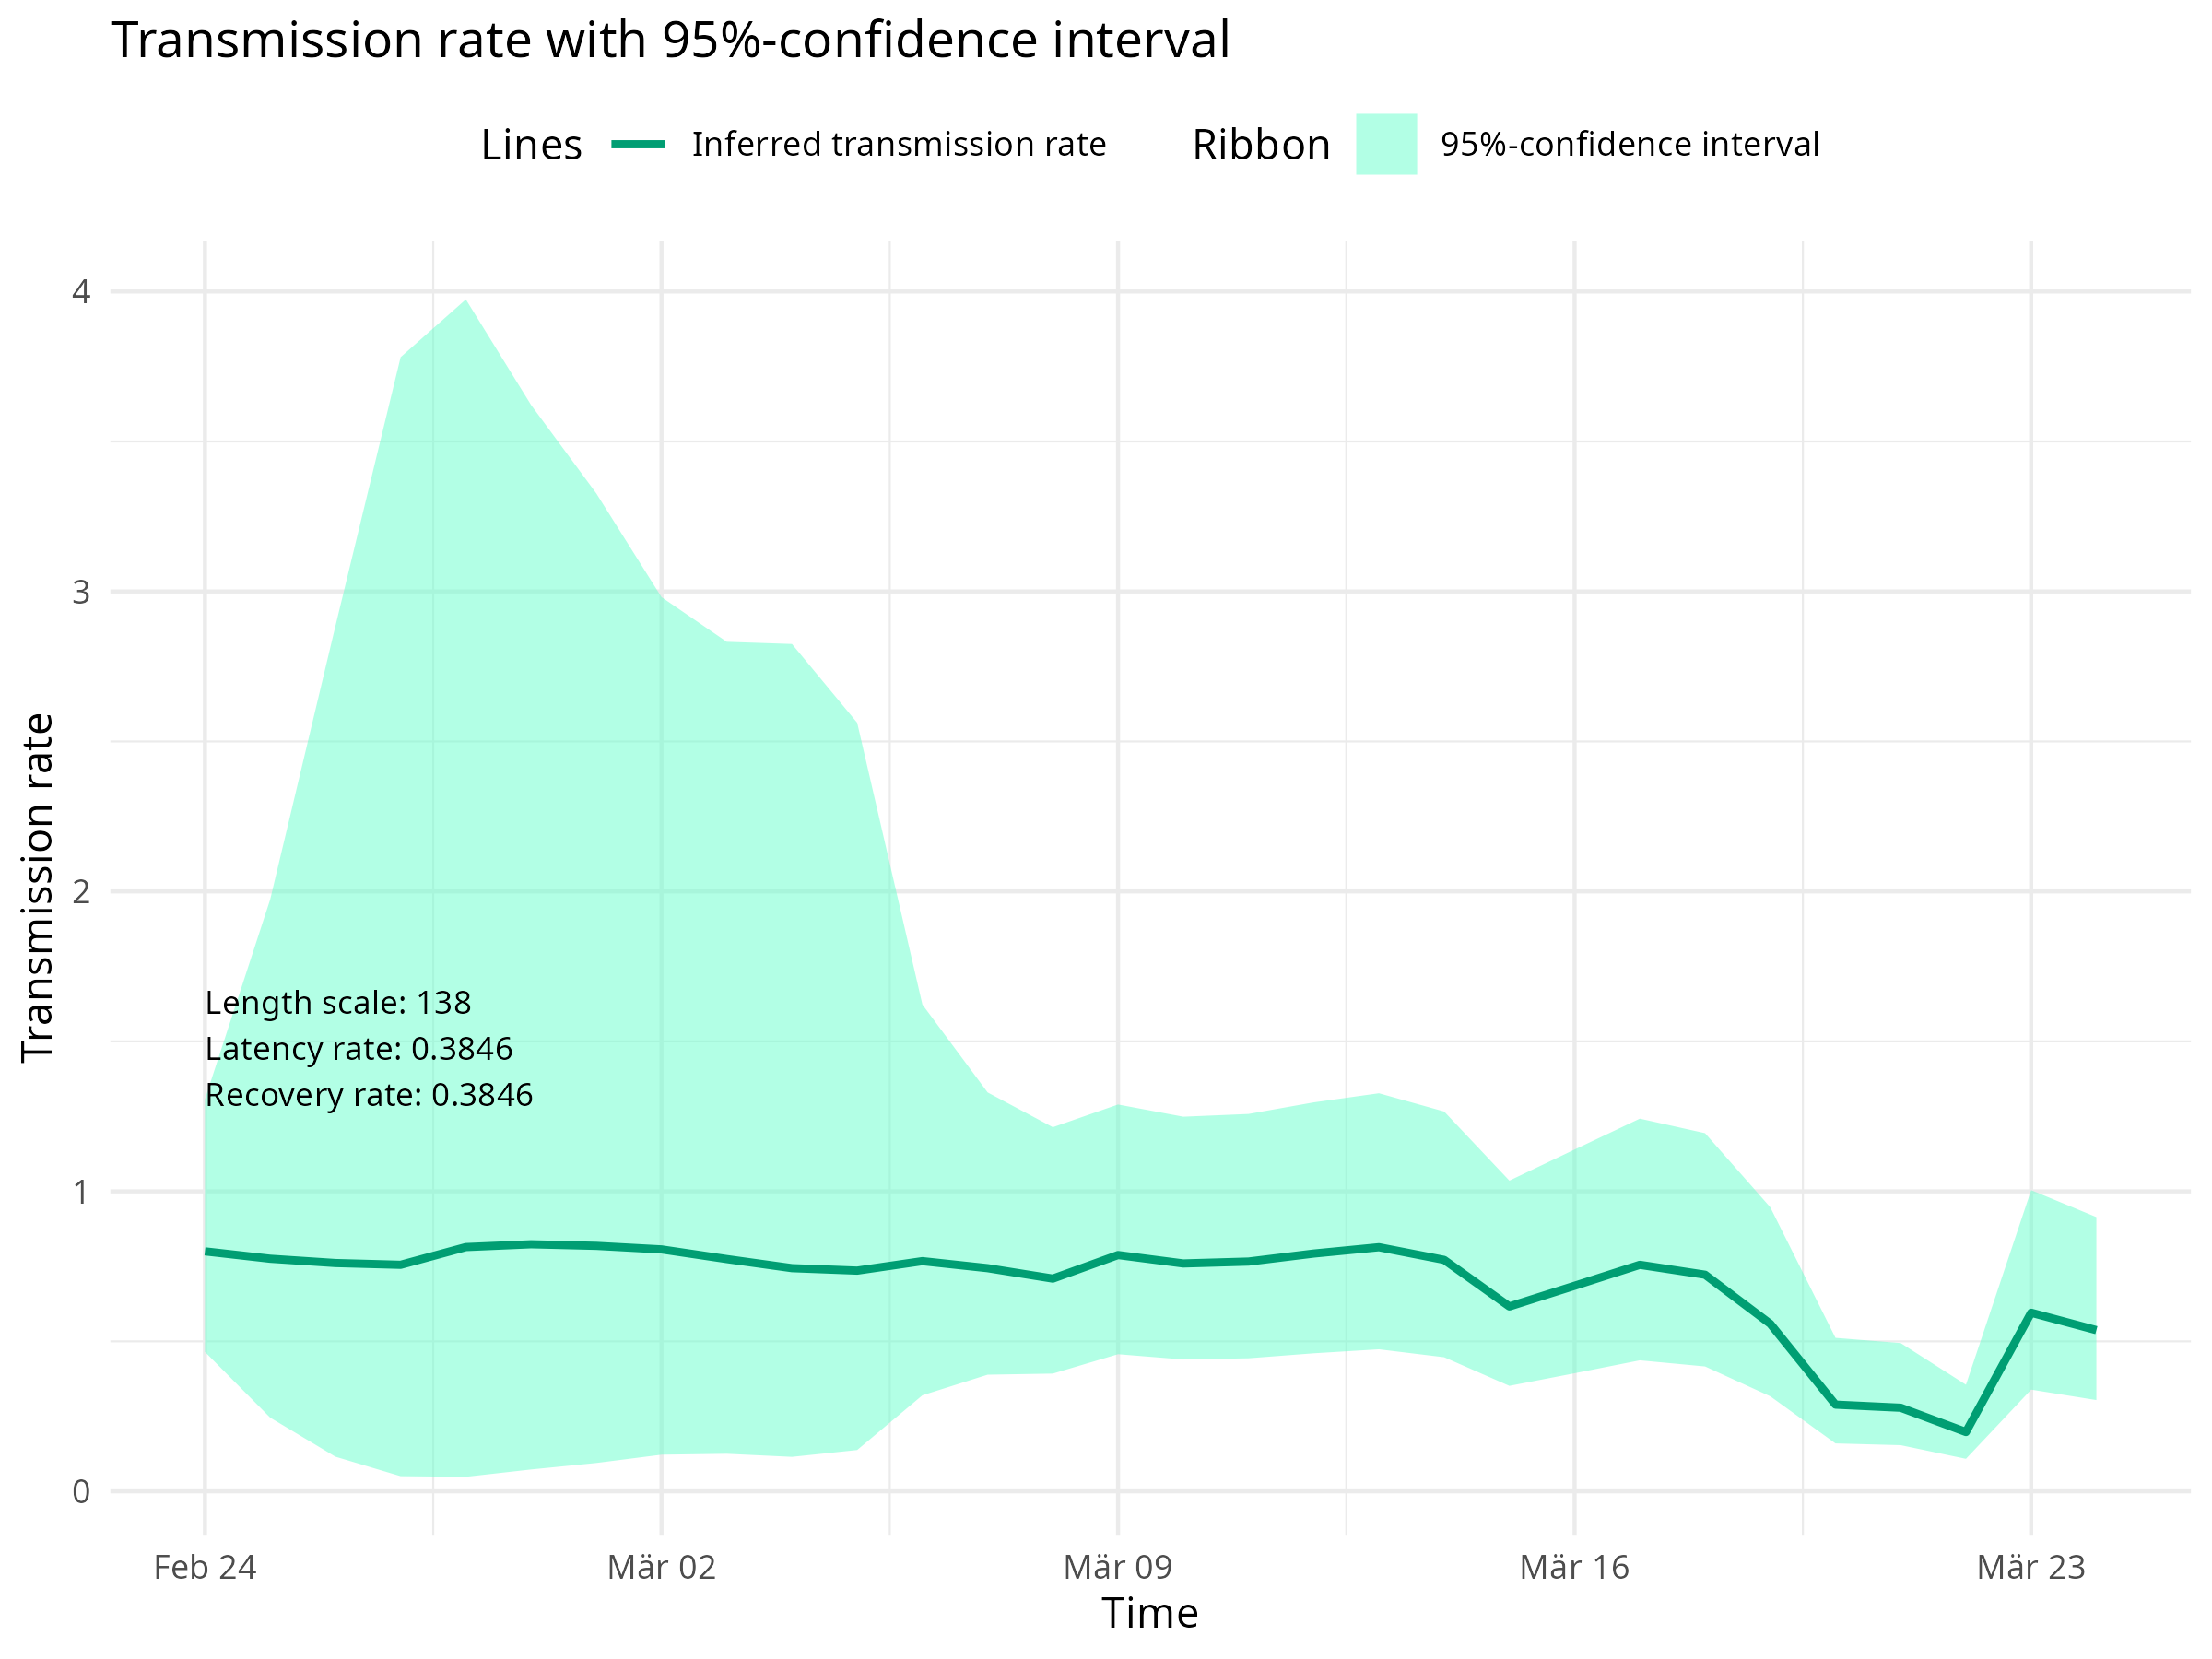 Transmission rate with 95%-confidence interval
Lines Inferred transmission rate Ribbon 95%-confidence interval
4
3
2
1
0
Transmission rate
Length scale: 138
Latency rate: 0.3846
Recovery rate: 0.3846
Feb 24 Mär 02 Mär 09 Mär 16 Mär 23
Time